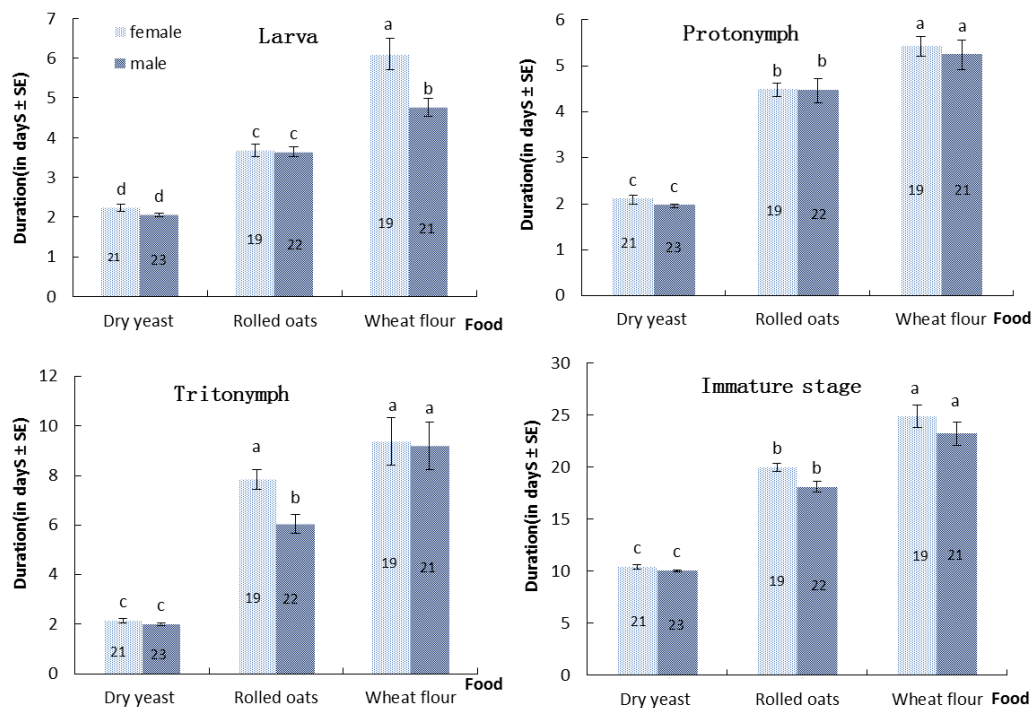 Larva
Duration(in dayS ± SE)
7
6
5
4
3
2
1
0
female
male
d
d
c
c
a
b
21
23
19
22
19
21
Dry yeast
Rolled oats
Wheat flour
Food
Protonymph
Duration(in dayS ± SE)
6
5
4
3
2
1
0
c
c
b
b
a
a
21
23
19
22
19
21
Dry yeast
Rolled oats
Wheat flour
Food
Tritonymph
Duration(in dayS ± SE)
12
10
8
6
4
2
0
c
c
a
b
a
a
21
23
19
22
19
21
Dry yeast
Rolled oats
Wheat flour
Food
Immature stage
Duration(in dayS ± SE)
30
25
20
15
10
5
0
c
c
b
b
a
a
21
23
19
22
19
21
Dry yeast
Rolled oats
Wheat flour
Food